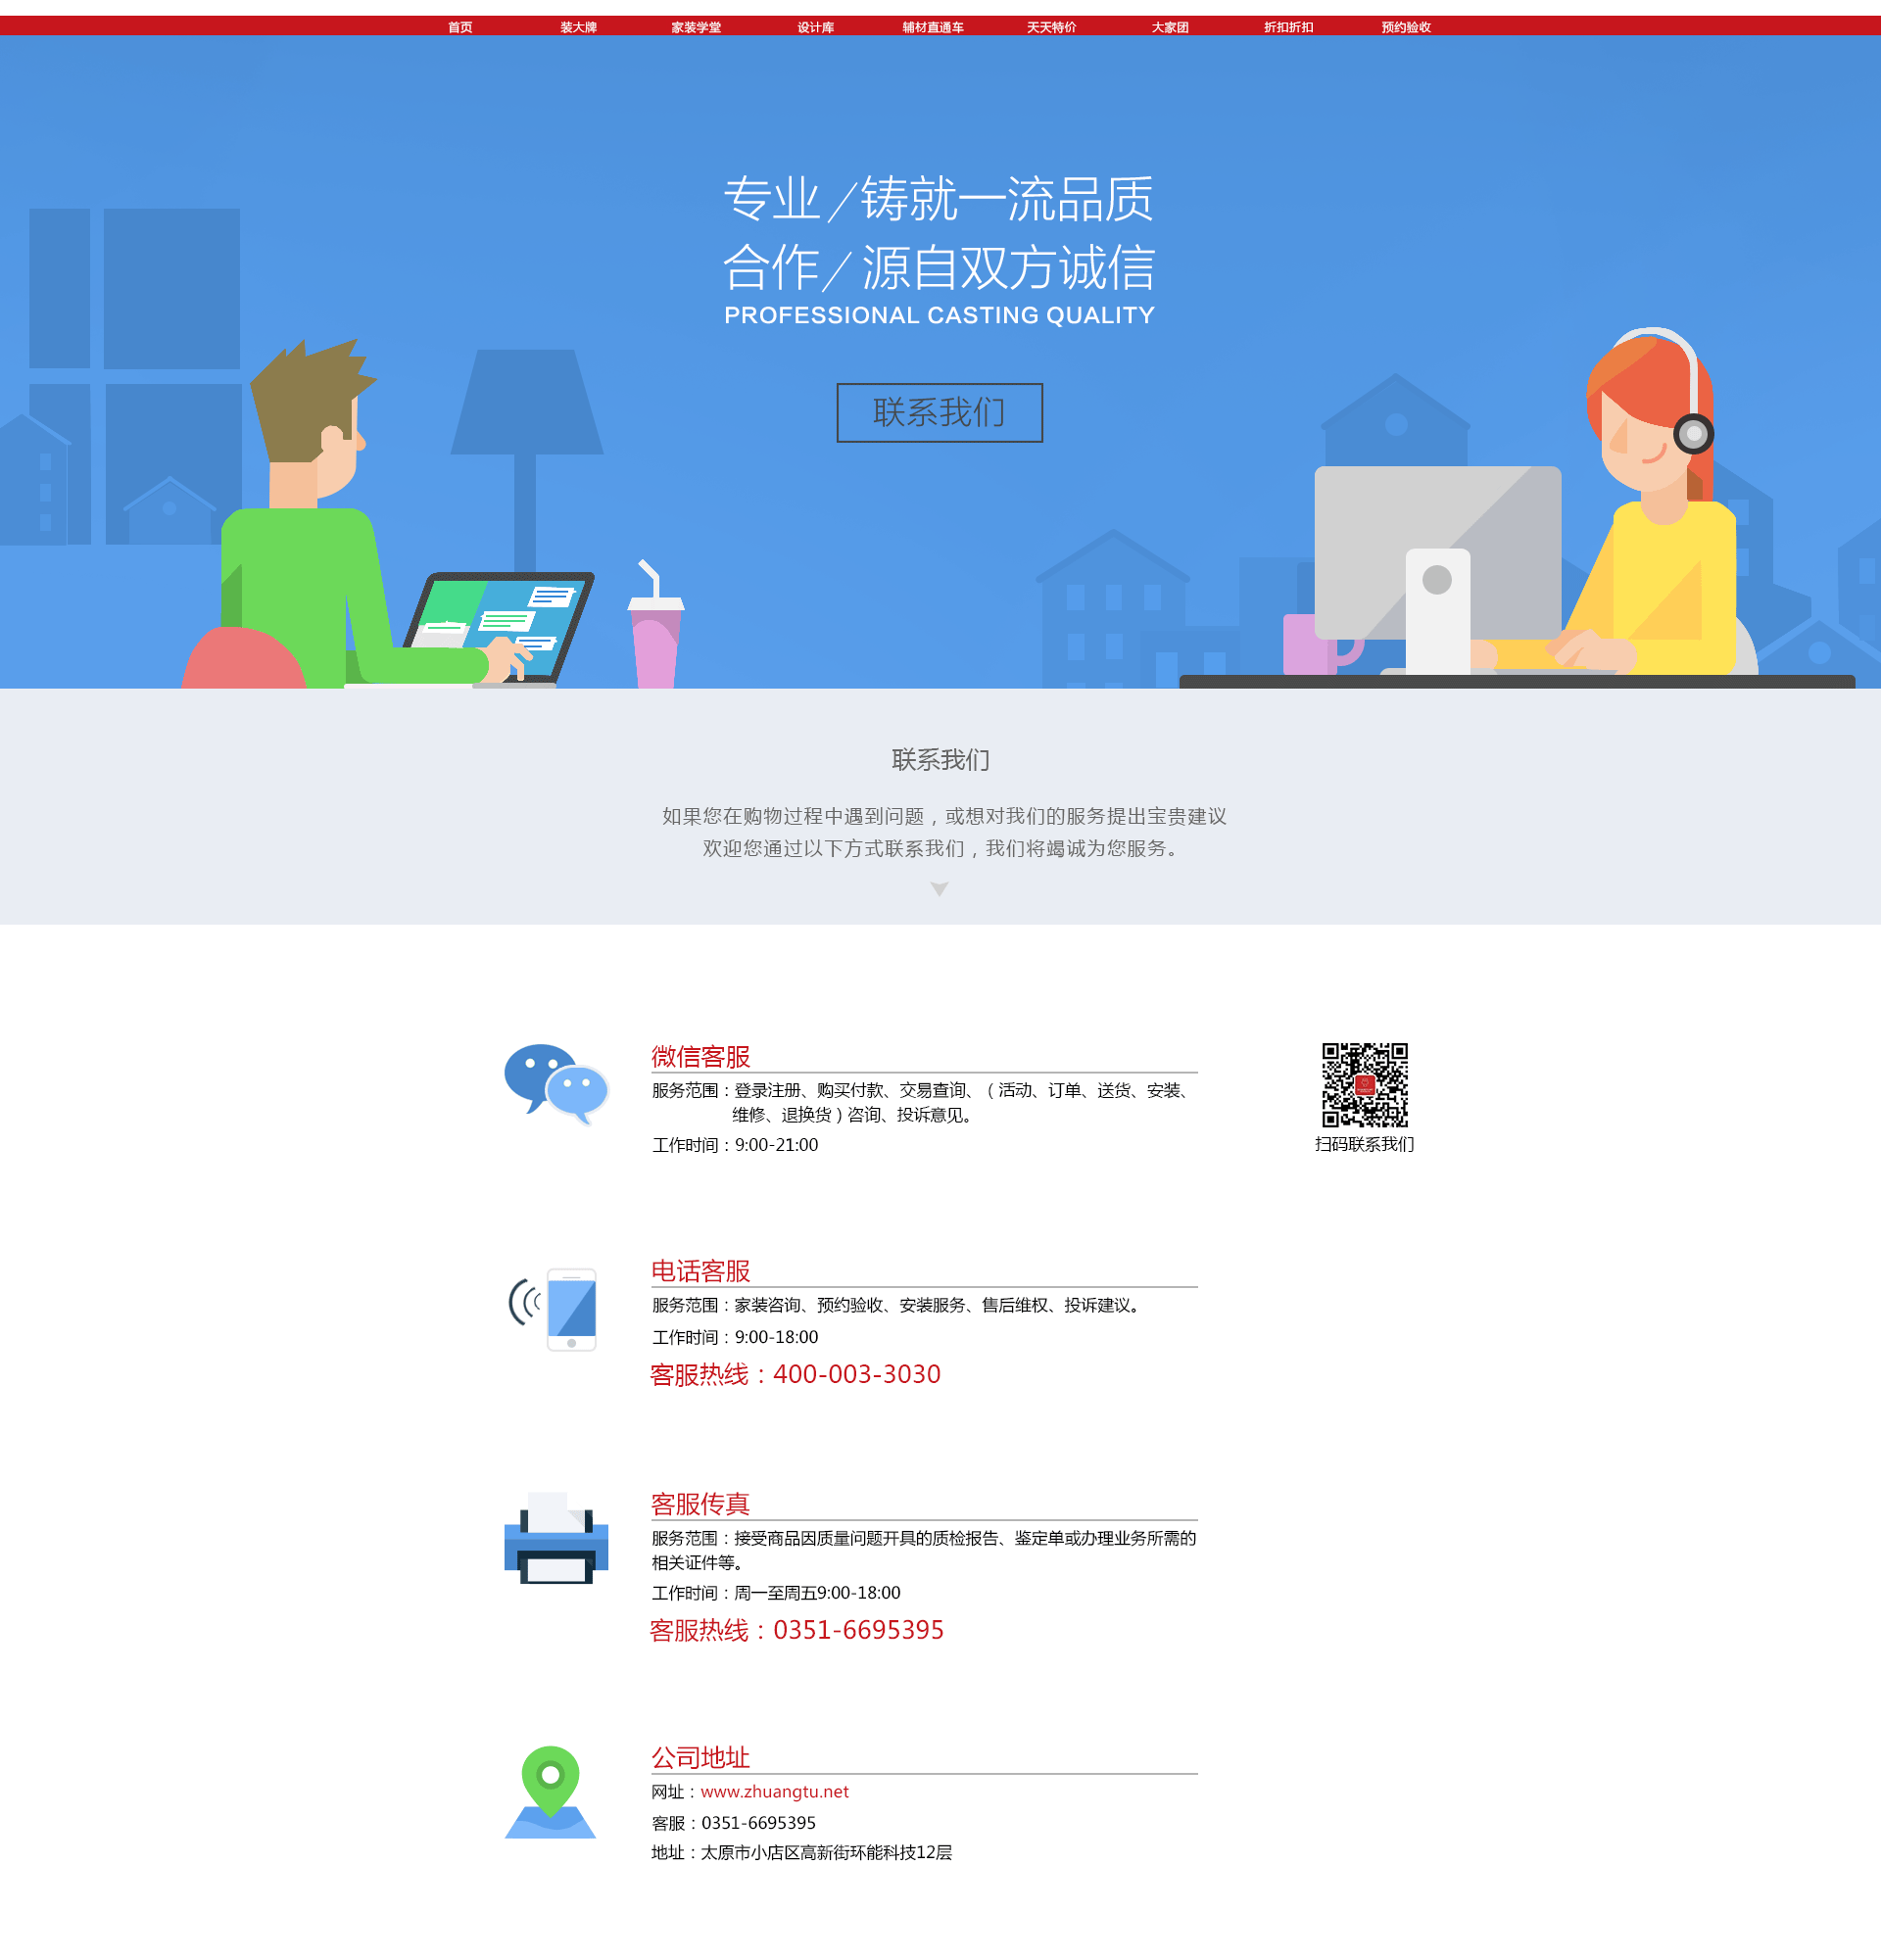 首页 装大牌 家装学堂 设计库 辅材直通车 天天特价 大家团 折扣折扣 预约验收
专业/铸就一流品质
合作/源自双方诚信
PROFESSIONAL CASTING QUALITY
联系我们
联系我们
如果您在购物过程中遇到问题，或想对我们的服务提出宝贵建议
欢迎您通过以下方式联系我们，我们将竭诚为您服务。
微信客服
服务范围：登录注册、购买付款、交易查询、（活动、订单、送货、安装、
维修、退换货）咨询、投诉意见。
工作时间：9:00-21:00
扫码联系我们
电话客服
服务范围：家装咨询、预约验收、安装服务、售后维权、投诉建议。
工作时间：9:00-18:00
客服热线：400-003-3030
客服传真
服务范围：接受商品因质量问题开具的质检报告、鉴定单或办理业务所需的
相关证件等。
工作时间：周一至周五9:00-18:00
客服热线：0351-6695395
公司地址
网址：www.zhuangtu.net
客服：0351-6695395
地址：太原市小店区高新街环能科技12层